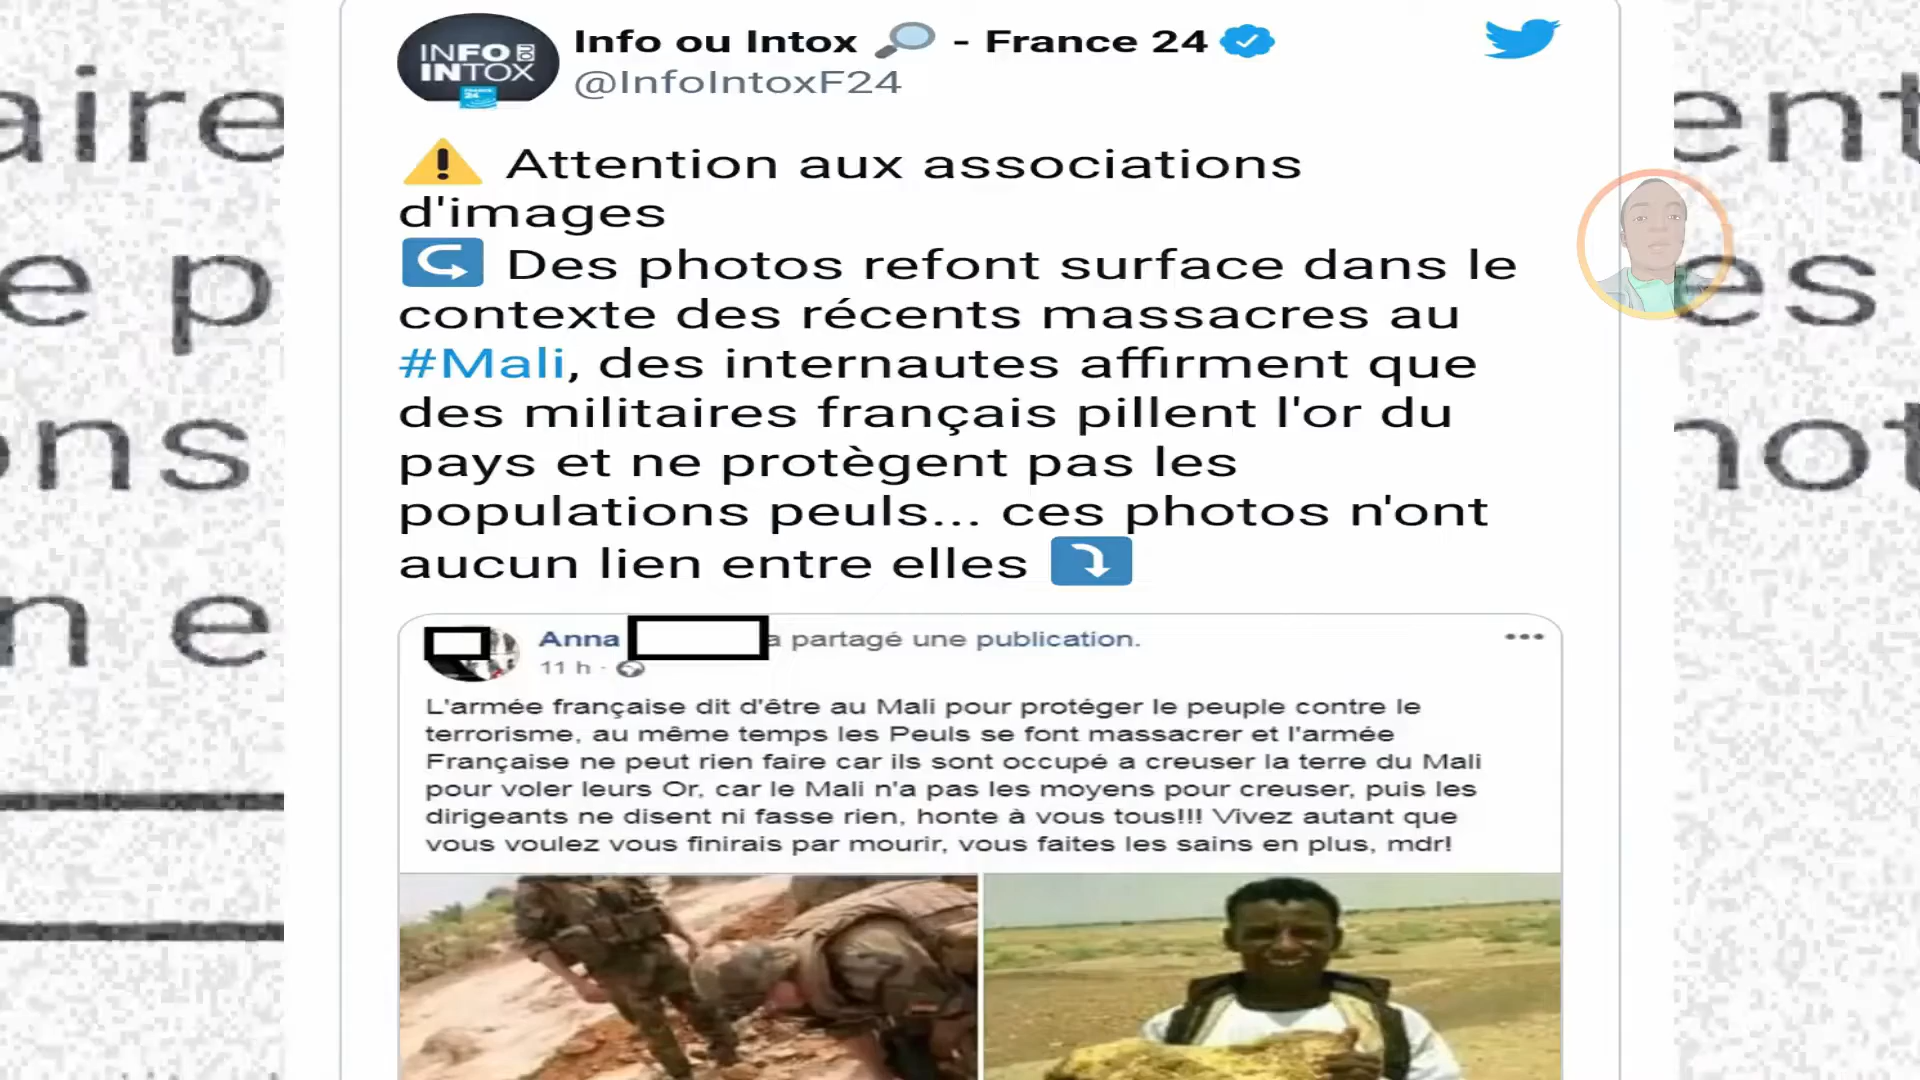 INFO OU
INTOX
FRANCE 24
Info ou Intox 🔎 - France 24
@InfoIntoxF24
⚠️ Attention aux associations
d'images
↪️ Des photos refont surface dans le
contexte des récents massacres au
#Mali, des internautes affirment que
des militaires français pillent l'or du
pays et ne protègent pas les
populations peuls... ces photos n'ont
aucun lien entre elles ⤵️
Anna a partagé une publication.
11 h ·
L'armée française dit d'être au Mali pour protéger le peuple contre le
terrorisme, au même temps les Peuls se font massacrer et l'armée
Française ne peut rien faire car ils sont occupé a creuser la terre du Mali
pour voler leurs Or, car le Mali n'a pas les moyens pour creuser, puis les
dirigeants ne disent ni fasse rien, honte à vous tous!!! Vivez autant que
vous voulez vous finirais par mourir, vous faites les sains en plus, mdr!